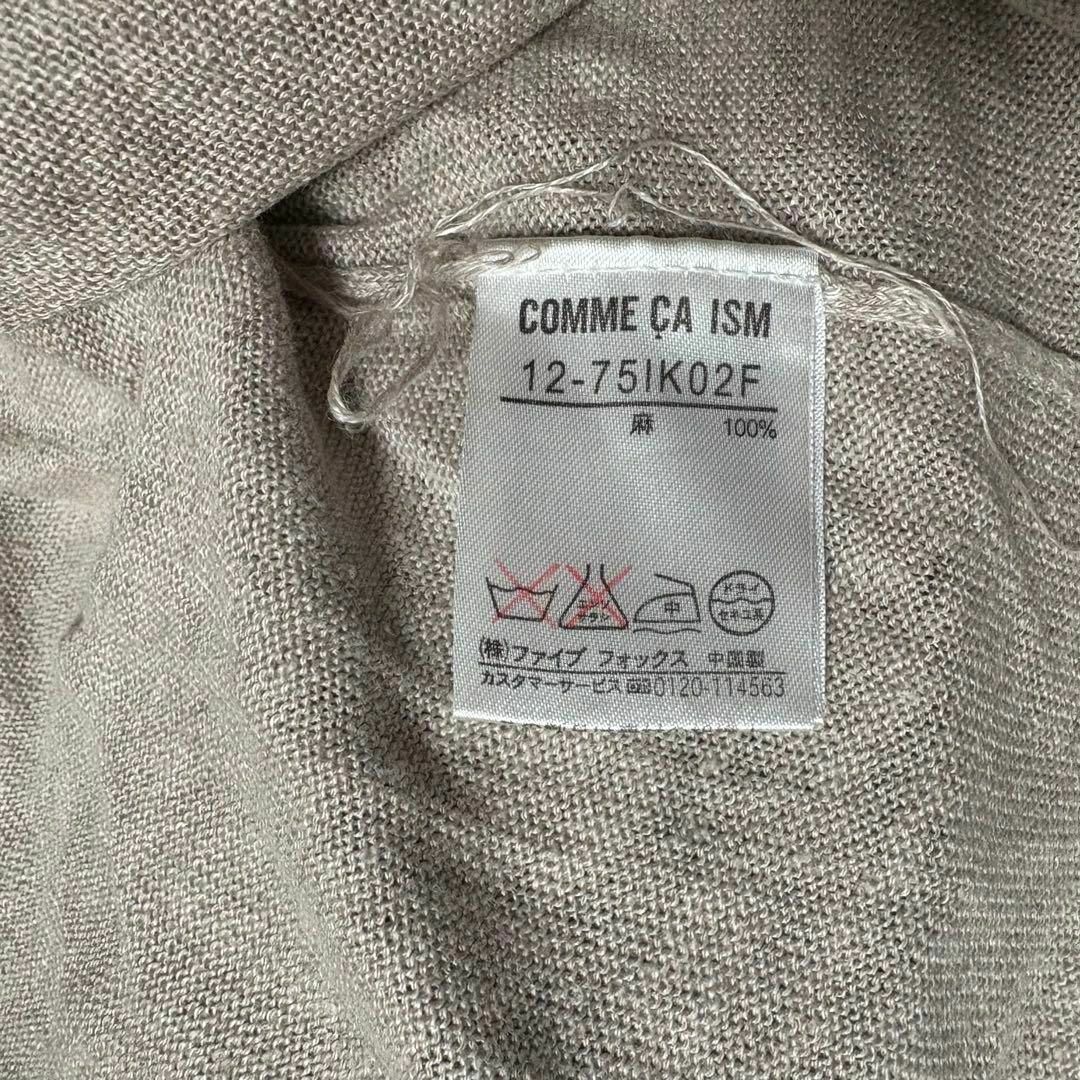 COMME ÇA ISM
12-75IK02F
麻 100%
中
(株)ファイブ フォックス 中国製
カスタマーサービス 0120-114563